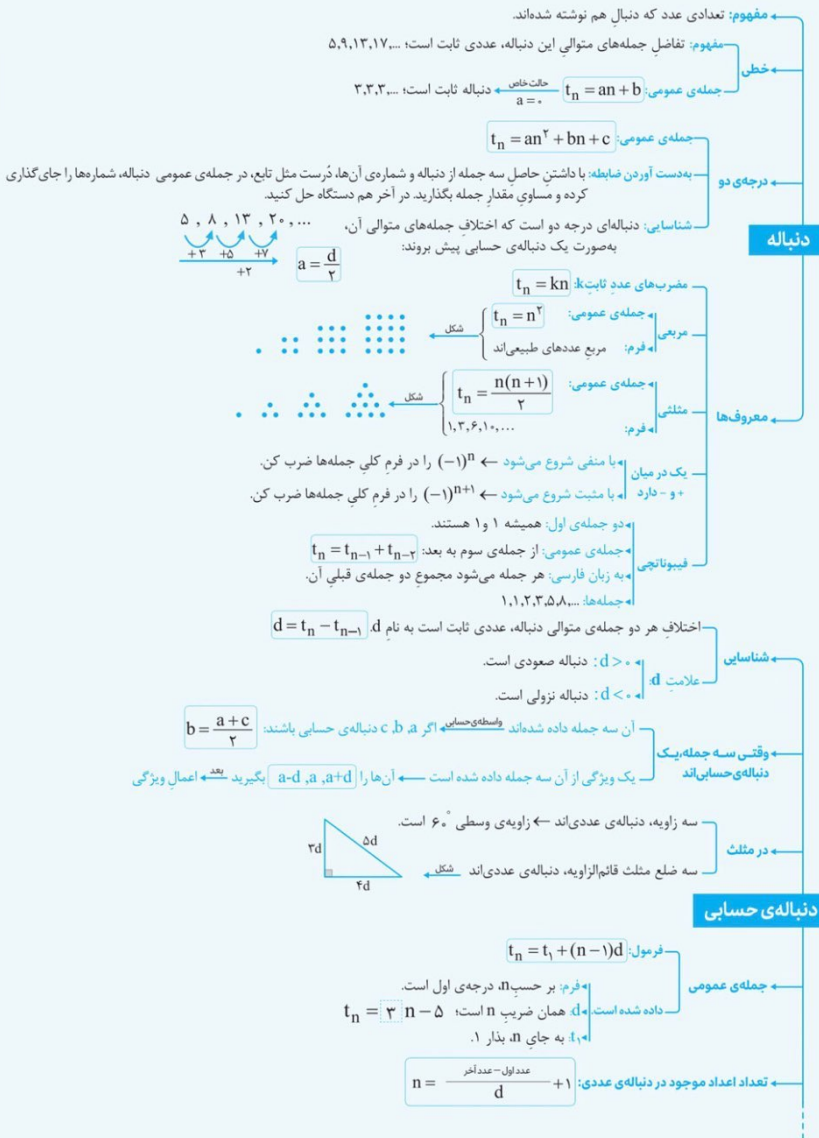 مفهوم: تعدادی عدد که دنبالِ هم نوشته شده‌اند.
خطی
مفهوم: تفاضلِ جمله‌های متوالیِ این دنباله، عددی ثابت است؛ ...,۵,۹,۱۳,۱۷
جمله‌ی عمومی: tₙ = an + b حالت خاص a = ۰ دنباله ثابت است؛ ...,۳,۳,۳
درجه‌ی دو
جمله‌ی عمومی: tₙ = an² + bn + c
به‌دست آوردن ضابطه: با داشتنِ حاصلِ سه جمله از دنباله و شماره‌ی آن‌ها، دُرست مثل تابع، در جمله‌ی عمومی دنباله، شماره‌ها را جای‌گذاری
کرده و مساویِ مقدارِ جمله بگذارید. در آخر هم دستگاه حل کنید.
شناسایی: دنباله‌ای درجه دو است که اختلافِ جمله‌های متوالی آن،
به‌صورت یک دنباله‌ی حسابی پیش بروند:
۵ , ۸ , ۱۳ , ۲۰ , ...
+۳ +۵ +۷
+۲
a = d/۲
دنباله
معروف‌ها
مضرب‌های عددِ ثابتِ k: tₙ = kn
مربعی
جمله‌ی عمومی: tₙ = n²
فرم: مربعِ عددهای طبیعی‌اند
شکل
مثلثی
جمله‌ی عمومی: tₙ = n(n+۱)/۲
فرم: ۱,۳,۶,۱۰,...
شکل
یک در میان
+ و - دارد
با منفی شروع می‌شود ← (-۱)ⁿ را در فرمِ کلیِ جمله‌ها ضرب کن.
با مثبت شروع می‌شود ← (-۱)ⁿ⁺¹ را در فرمِ کلیِ جمله‌ها ضرب کن.
فیبوناتچی
دو جمله‌ی اول: همیشه ۱ و ۱ هستند.
جمله‌ی عمومی: از جمله‌ی سوم به بعد: tₙ = tₙ₋₁ + tₙ₋₂
به زبان فارسی: هر جمله می‌شود مجموعِ دو جمله‌ی قبلیِ آن.
جمله‌ها: ...,۱,۱,۲,۳,۵,۸
شناسایی
اختلافِ هر دو جمله‌ی متوالی دنباله، عددی ثابت است به نامِ d. d = tₙ - tₙ₋₁
علامتِ d:
d > ۰ : دنباله صعودی است.
d < ۰ : دنباله نزولی است.
وقتـی سـه جمله،یـک
دنباله‌ی‌حسابی‌اند
آن سه جمله داده شده‌اند واسطه‌ی‌حسابی اگر c ,b ,a دنباله‌ی حسابی باشند: b = (a+c)/۲
یک ویژگی از آن سه جمله داده شده است ← آن‌ها را a-d ,a ,a+d بگیرید بعد اعمالِ ویژگی
در مثلث
سه زاویه، دنباله‌ی عددی‌اند ← زاویه‌ی وسطی ۶۰° است.
سه ضلع مثلث قائم‌الزاویه، دنباله‌ی عددی‌اند شکل
۳d
۵d
۴d
دنباله‌ی حسابی
جمله‌ی عمومی
فرمول: tₙ = t₁ + (n-۱)d
داده شده است.
فرم: بر حسبِ n، درجه‌ی اول است.
d: همان ضریبِ n است؛ tₙ = ۳ n - ۵
t₁: به جایِ n، بذار ۱.
تعداد اعداد موجود در دنباله‌ی عددی: n = (عدد اول - عدد آخر)/d + ۱